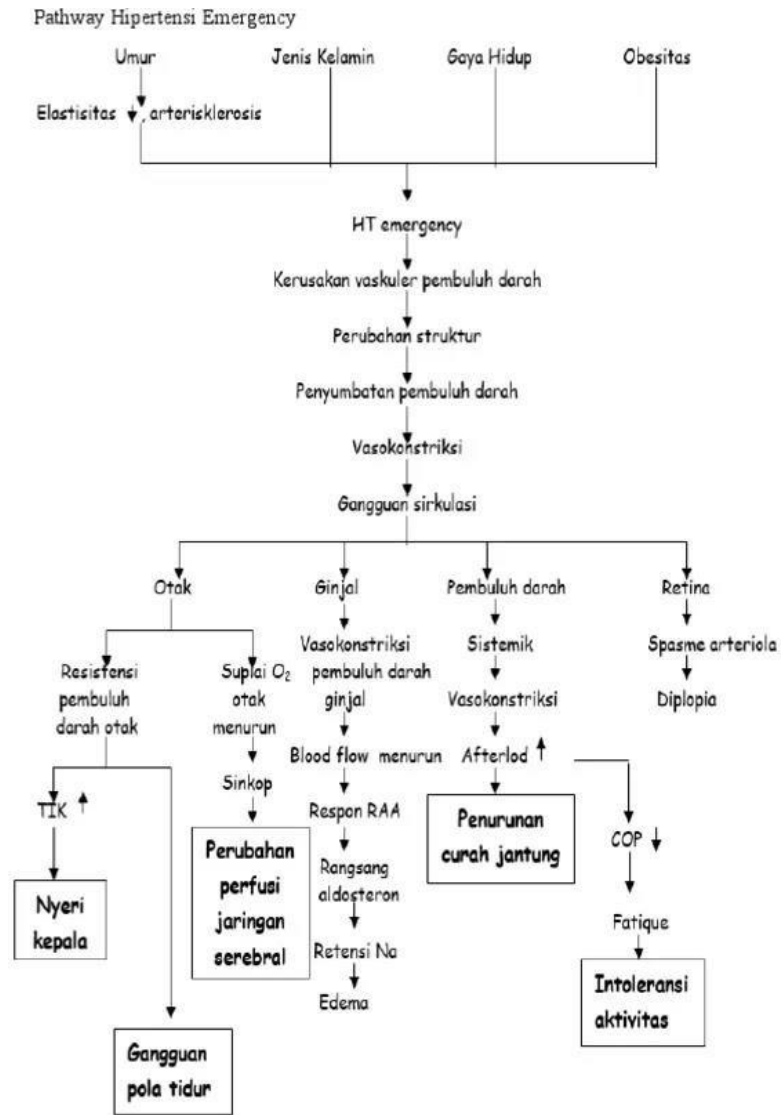 Pathway Hipertensi Emergency
Umur
Jenis Kelamin
Gaya Hidup
Obesitas
Elastisitas ↓, arterisklerosis
HT emergency
Kerusakan vaskuler pembuluh darah
Perubahan struktur
Penyumbatan pembuluh darah
Vasokonstriksi
Gangguan sirkulasi
Otak
Ginjal
Pembuluh darah
Retina
Resistensi
pembuluh
darah otak
Suplai O₂
otak
menurun
Vasokonstriksi
pembuluh darah
ginjal
Sistemik
Spasme arteriola
Vasokonstriksi
Diplopia
Blood flow menurun
Afterlod ↑
TIK ↑
Sinkop
Respon RAA
Penurunan
curah jantung
COP ↓
Nyeri
kepala
Perubahan
perfusi
jaringan
serebral
Rangsang
aldosteron
Fatique
Retensi Na
Intoleransi
aktivitas
Edema
Gangguan
pola tidur